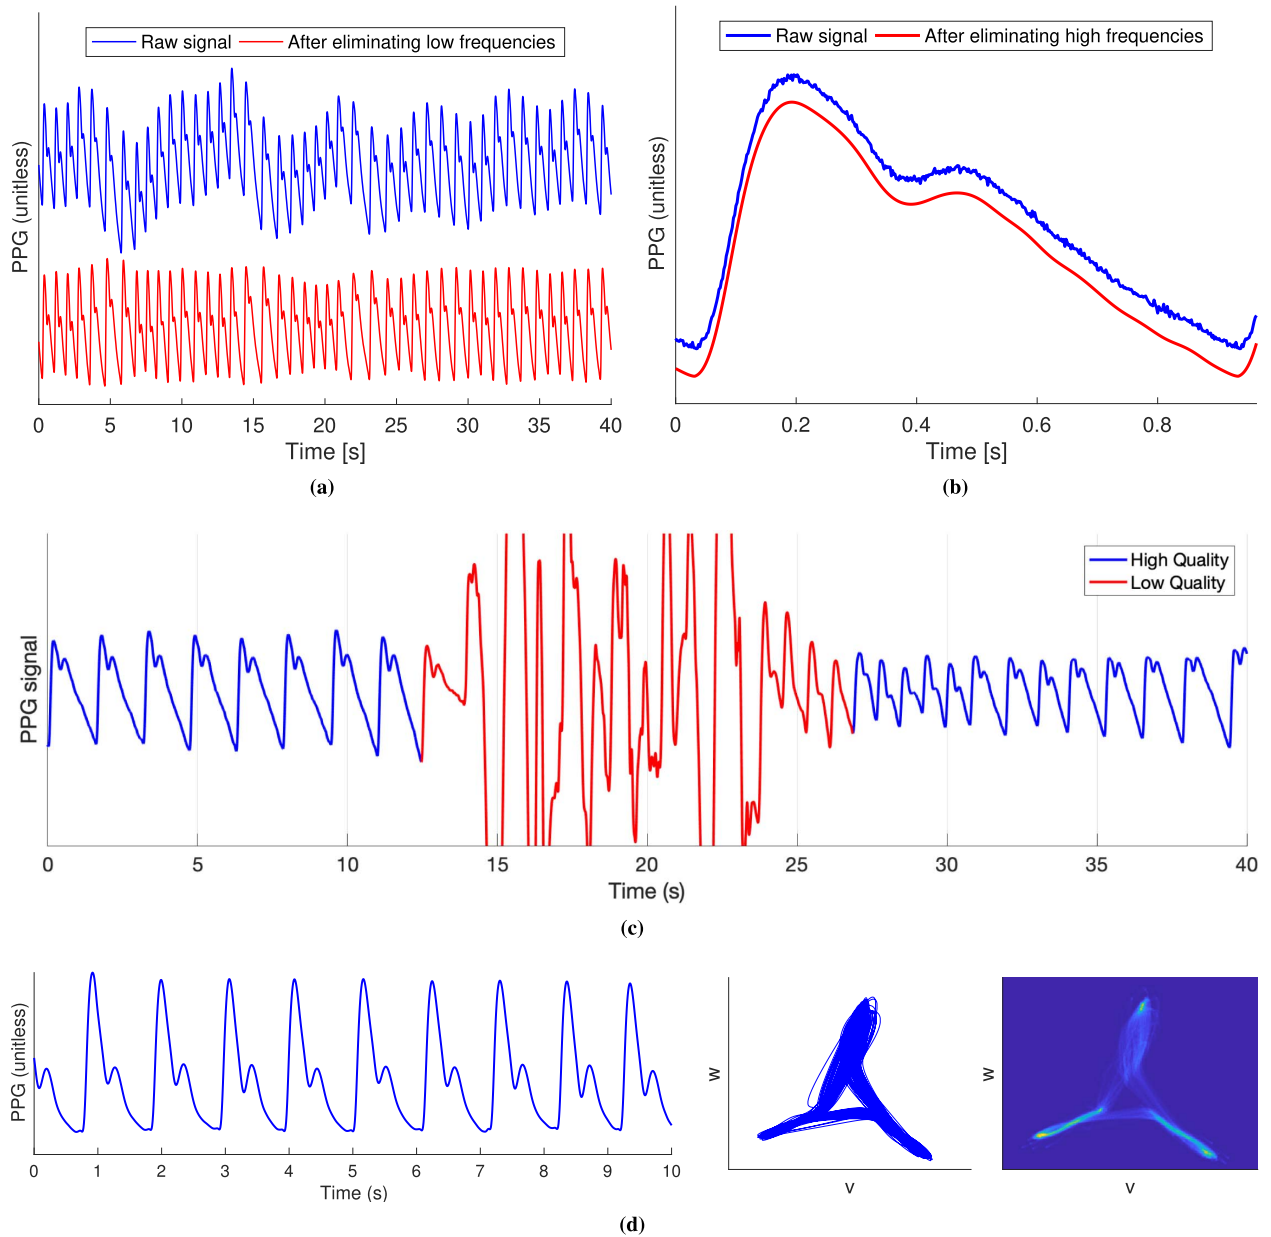 Raw signal After eliminating low frequencies
PPG (unitless)
0 5 10 15 20 25 30 35 40
Time [s]
(a)
Raw signal After eliminating high frequencies
PPG (unitless)
0 0.2 0.4 0.6 0.8
Time [s]
(b)
High Quality
Low Quality
PPG signal
0 5 10 15 20 25 30 35 40
Time (s)
(c)
PPG (unitless)
0 1 2 3 4 5 6 7 8 9 10
Time (s)
w
v
w
v
(d)